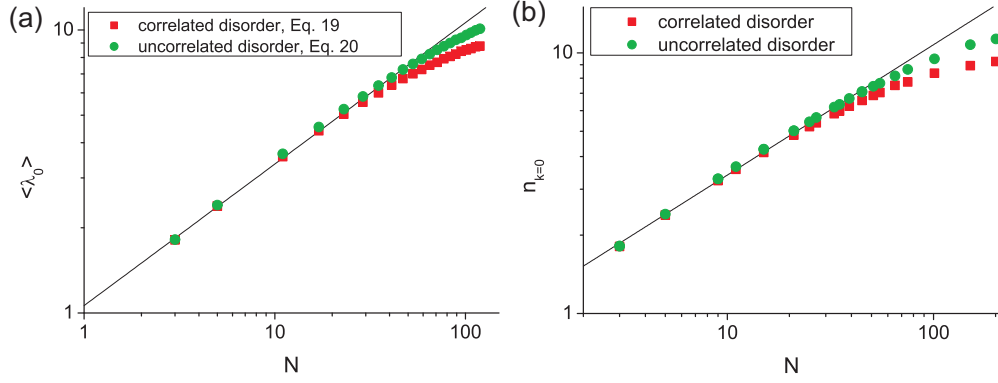 (a)
correlated disorder, Eq. 19
uncorrelated disorder, Eq. 20
10
1
<λ0>
1
10
100
N
(b)
correlated disorder
uncorrelated disorder
10
1
nk=0
10
100
N